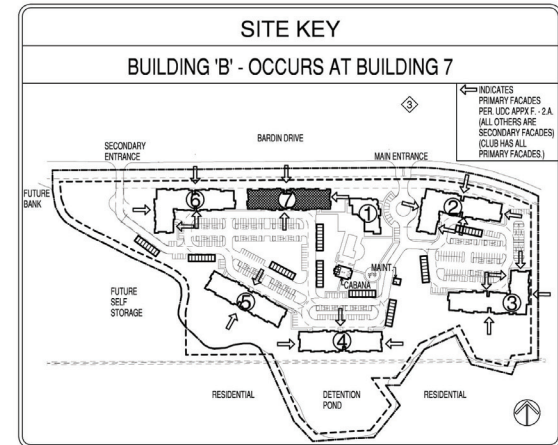 SITE KEY
BUILDING 'B' - OCCURS AT BUILDING 7
INDICATES
PRIMARY FACADES
PER. UDC APPX F. - 2.A.
(ALL OTHERS ARE
SECONDARY FACADES)
(CLUB HAS ALL
PRIMARY FACADES.)
3
BARDIN DRIVE
SECONDARY
ENTRANCE
MAIN ENTRANCE
FUTURE
BANK
6
7
1
2
MAINT.
CABANA
FUTURE
SELF
STORAGE
5
3
4
RESIDENTIAL
DETENTION
POND
RESIDENTIAL